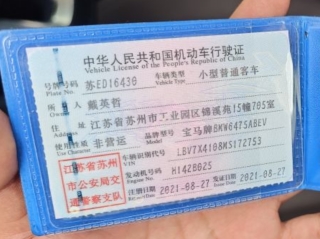 中华人民共和国机动车行驶证
Vehicle License of the People's Republic of China
号牌号码 苏ED16430 车辆类型 小型普通客车
Plate No. Vehicle Type
所有人 戴英哲
Owner
住址 江苏省苏州市工业园区锦溪苑15幢705室
Address
使用性质 非营运 品牌型号 宝马牌BMW6475ABEV
Use Character Model
江苏省苏 车辆识别代号 LBV7X4108MS172753
州市公安局交 VIN
通警察支队 发动机号码 H1428625
Engine No.
注册日期 2021-08-27 发证日期 2021-08-27